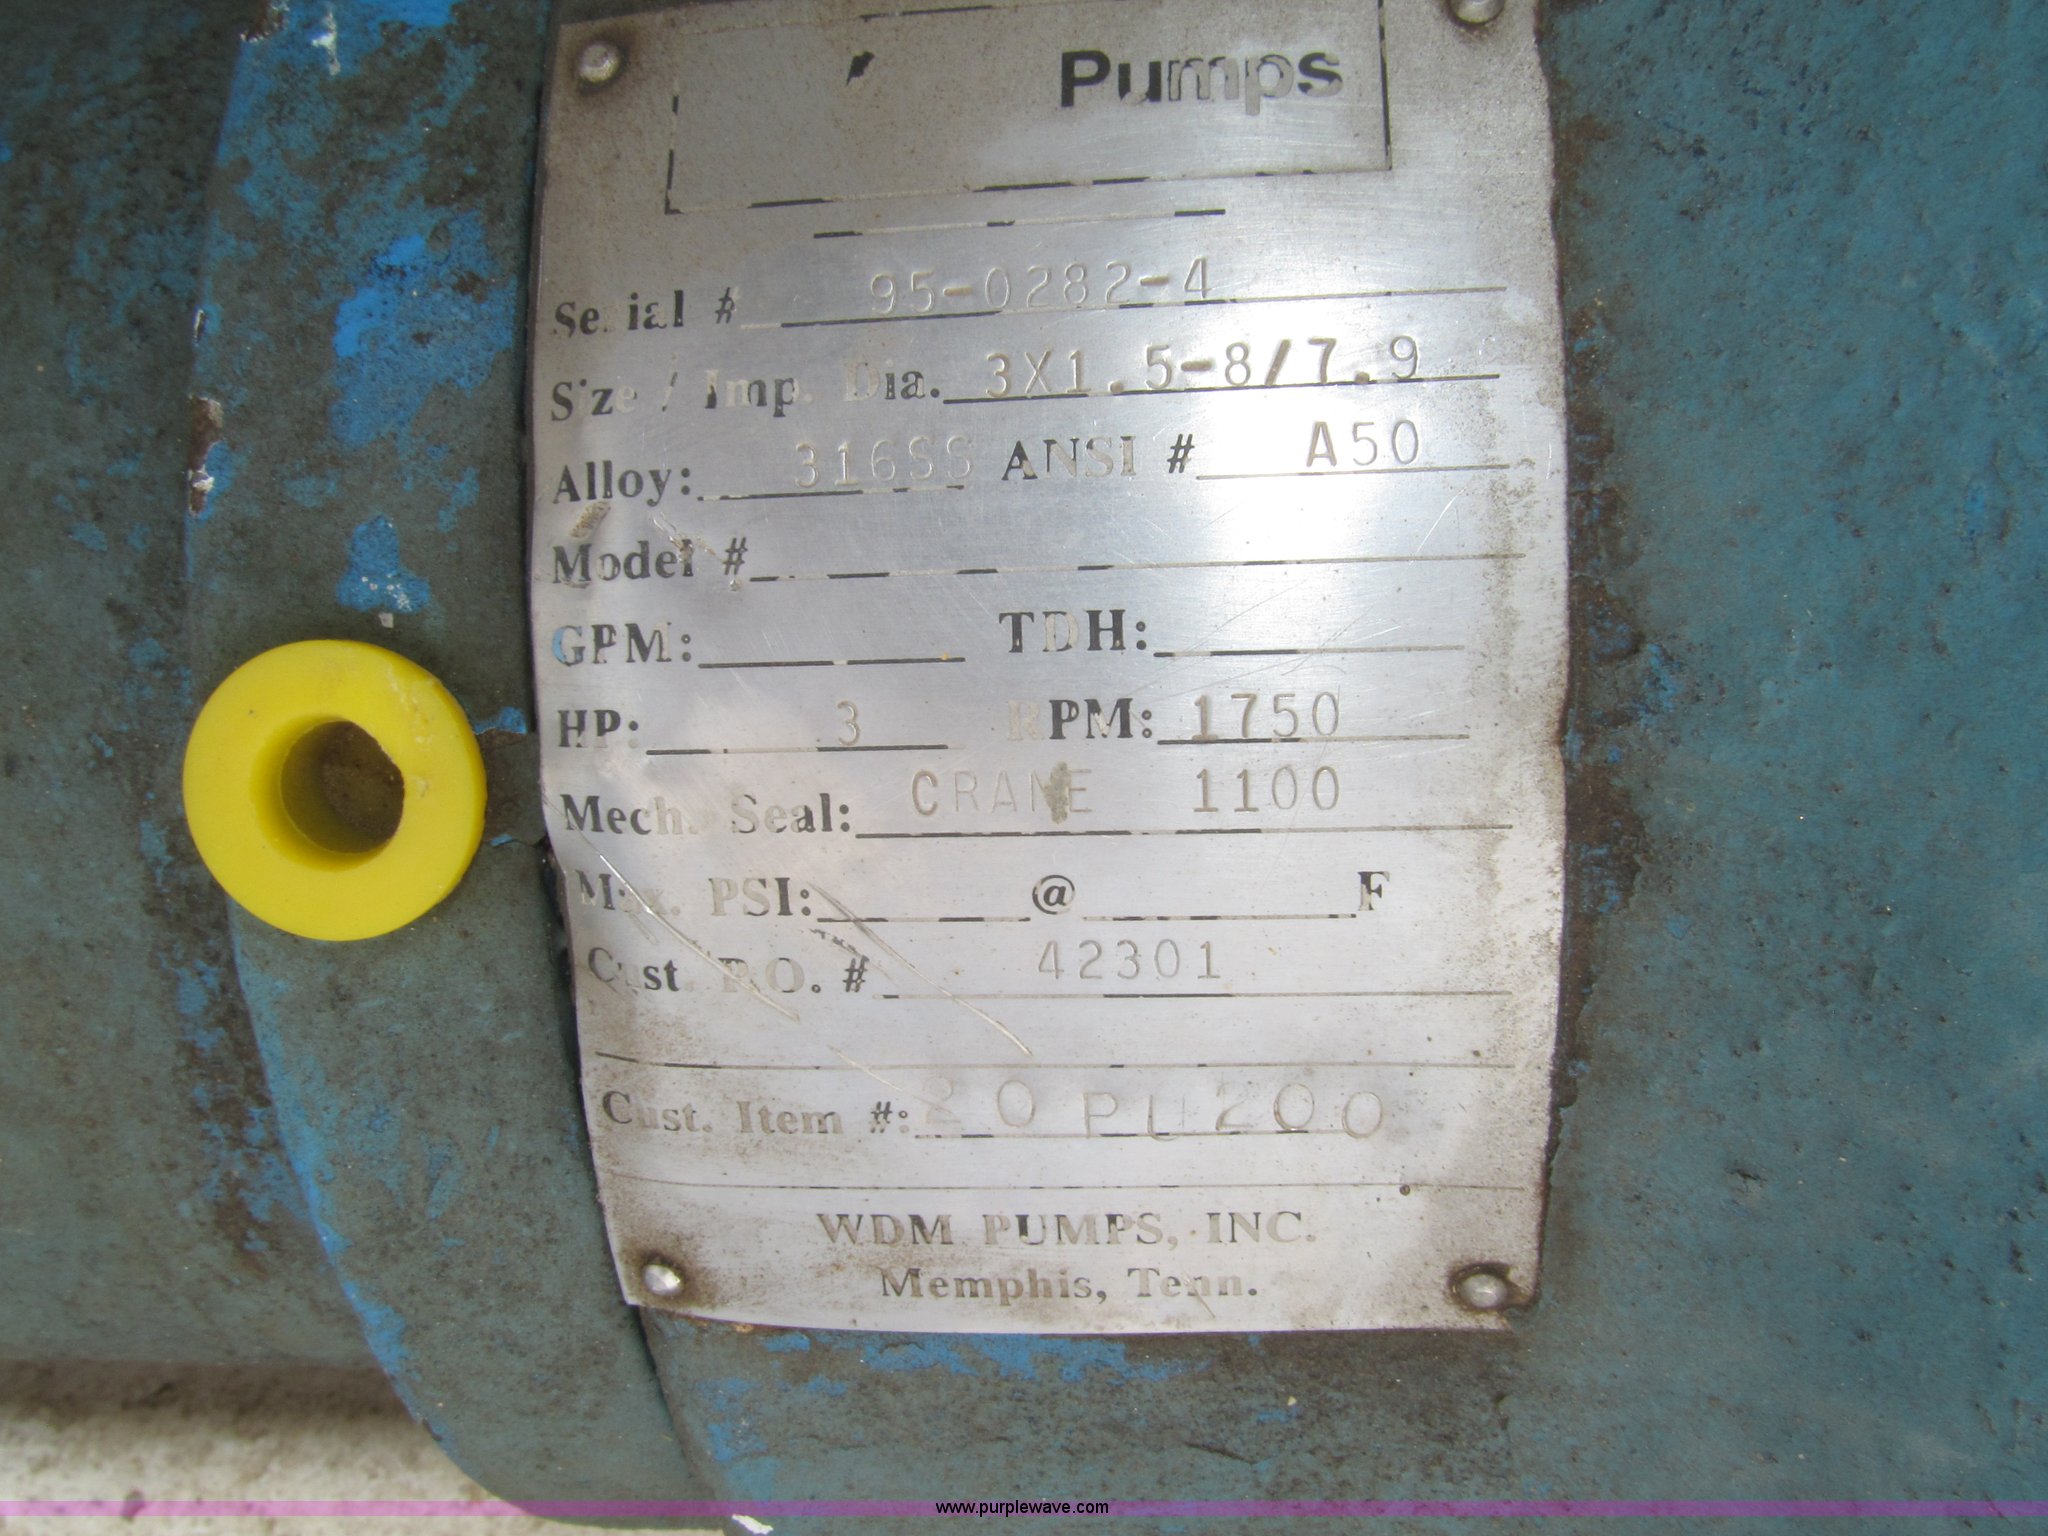 Pumps
Serial # 95-0282-4
Size / Imp. Dia. 3X1.5-8/7.9
Alloy: 316SS ANSI # A50
Model #
GPM: TDH:
HP: 3 RPM: 1750
Mech. Seal: CRANE 1100
Max. PSI: @ F
Cust. P.O. # 42301
Cust. Item #: 20PU200
WDM PUMPS, INC.
Memphis, Tenn.
www.purplewave.com